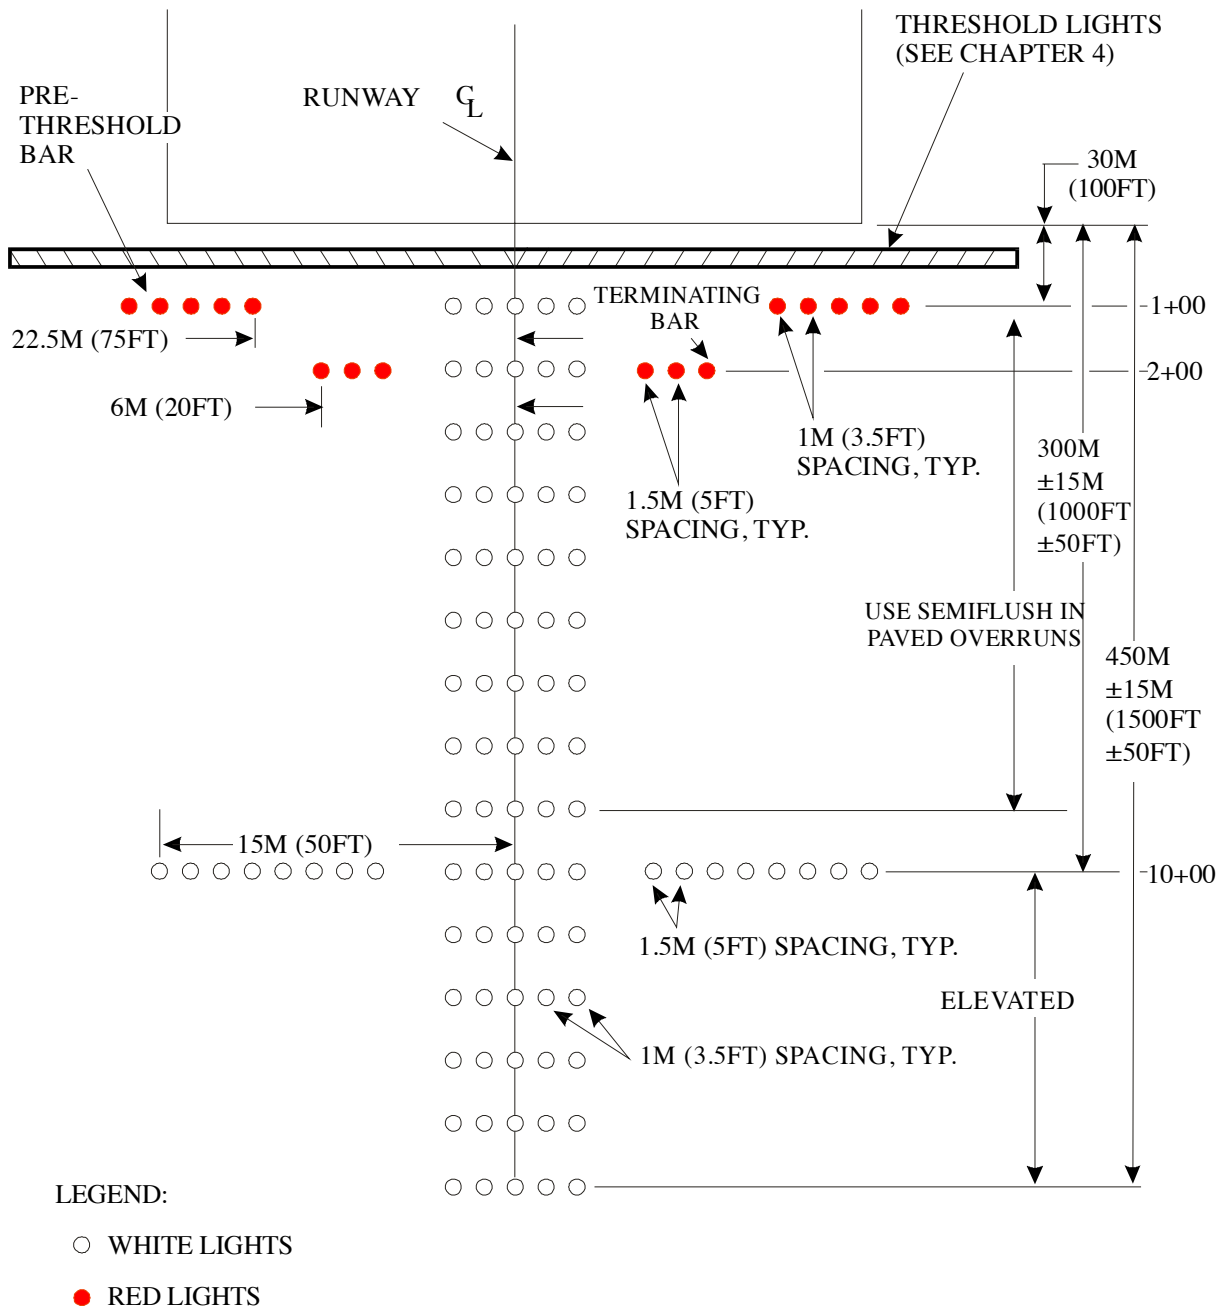 THRESHOLD LIGHTS
(SEE CHAPTER 4)
PRE-
THRESHOLD
BAR
RUNWAY CL
30M
(100FT)
TERMINATING
BAR
1+00
22.5M (75FT)
2+00
6M (20FT)
1M (3.5FT)
SPACING, TYP.
300M
±15M
(1000FT
±50FT)
1.5M (5FT)
SPACING, TYP.
USE SEMIFLUSH IN
PAVED OVERRUNS
450M
±15M
(1500FT
±50FT)
15M (50FT)
10+00
1.5M (5FT) SPACING, TYP.
ELEVATED
1M (3.5FT) SPACING, TYP.
LEGEND:
WHITE LIGHTS
RED LIGHTS